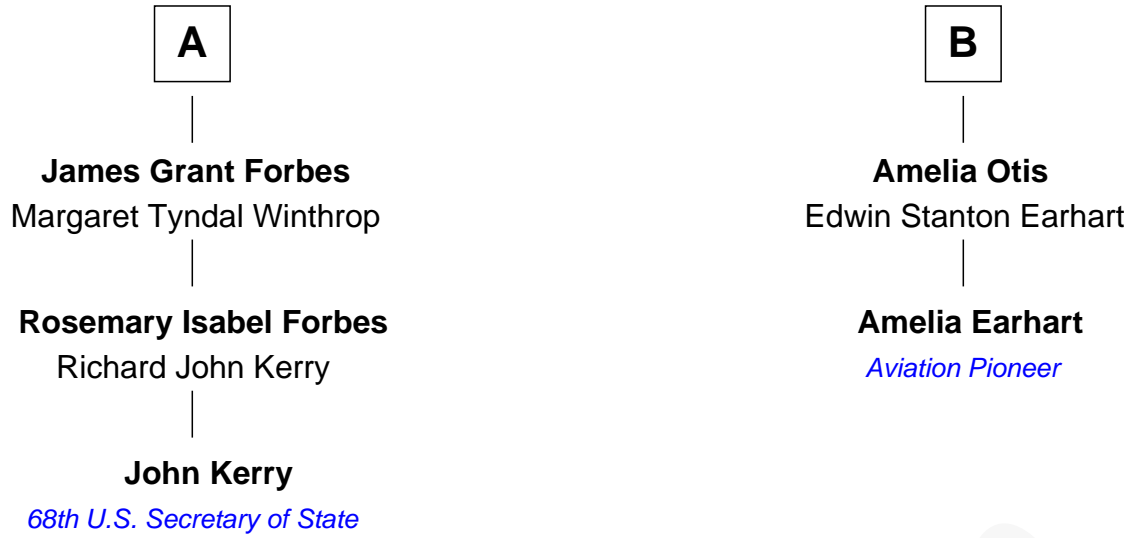 A
James Grant Forbes
Margaret Tyndal Winthrop
Rosemary Isabel Forbes
Richard John Kerry
John Kerry
68th U.S. Secretary of State
B
Amelia Otis
Edwin Stanton Earhart
Amelia Earhart
Aviation Pioneer